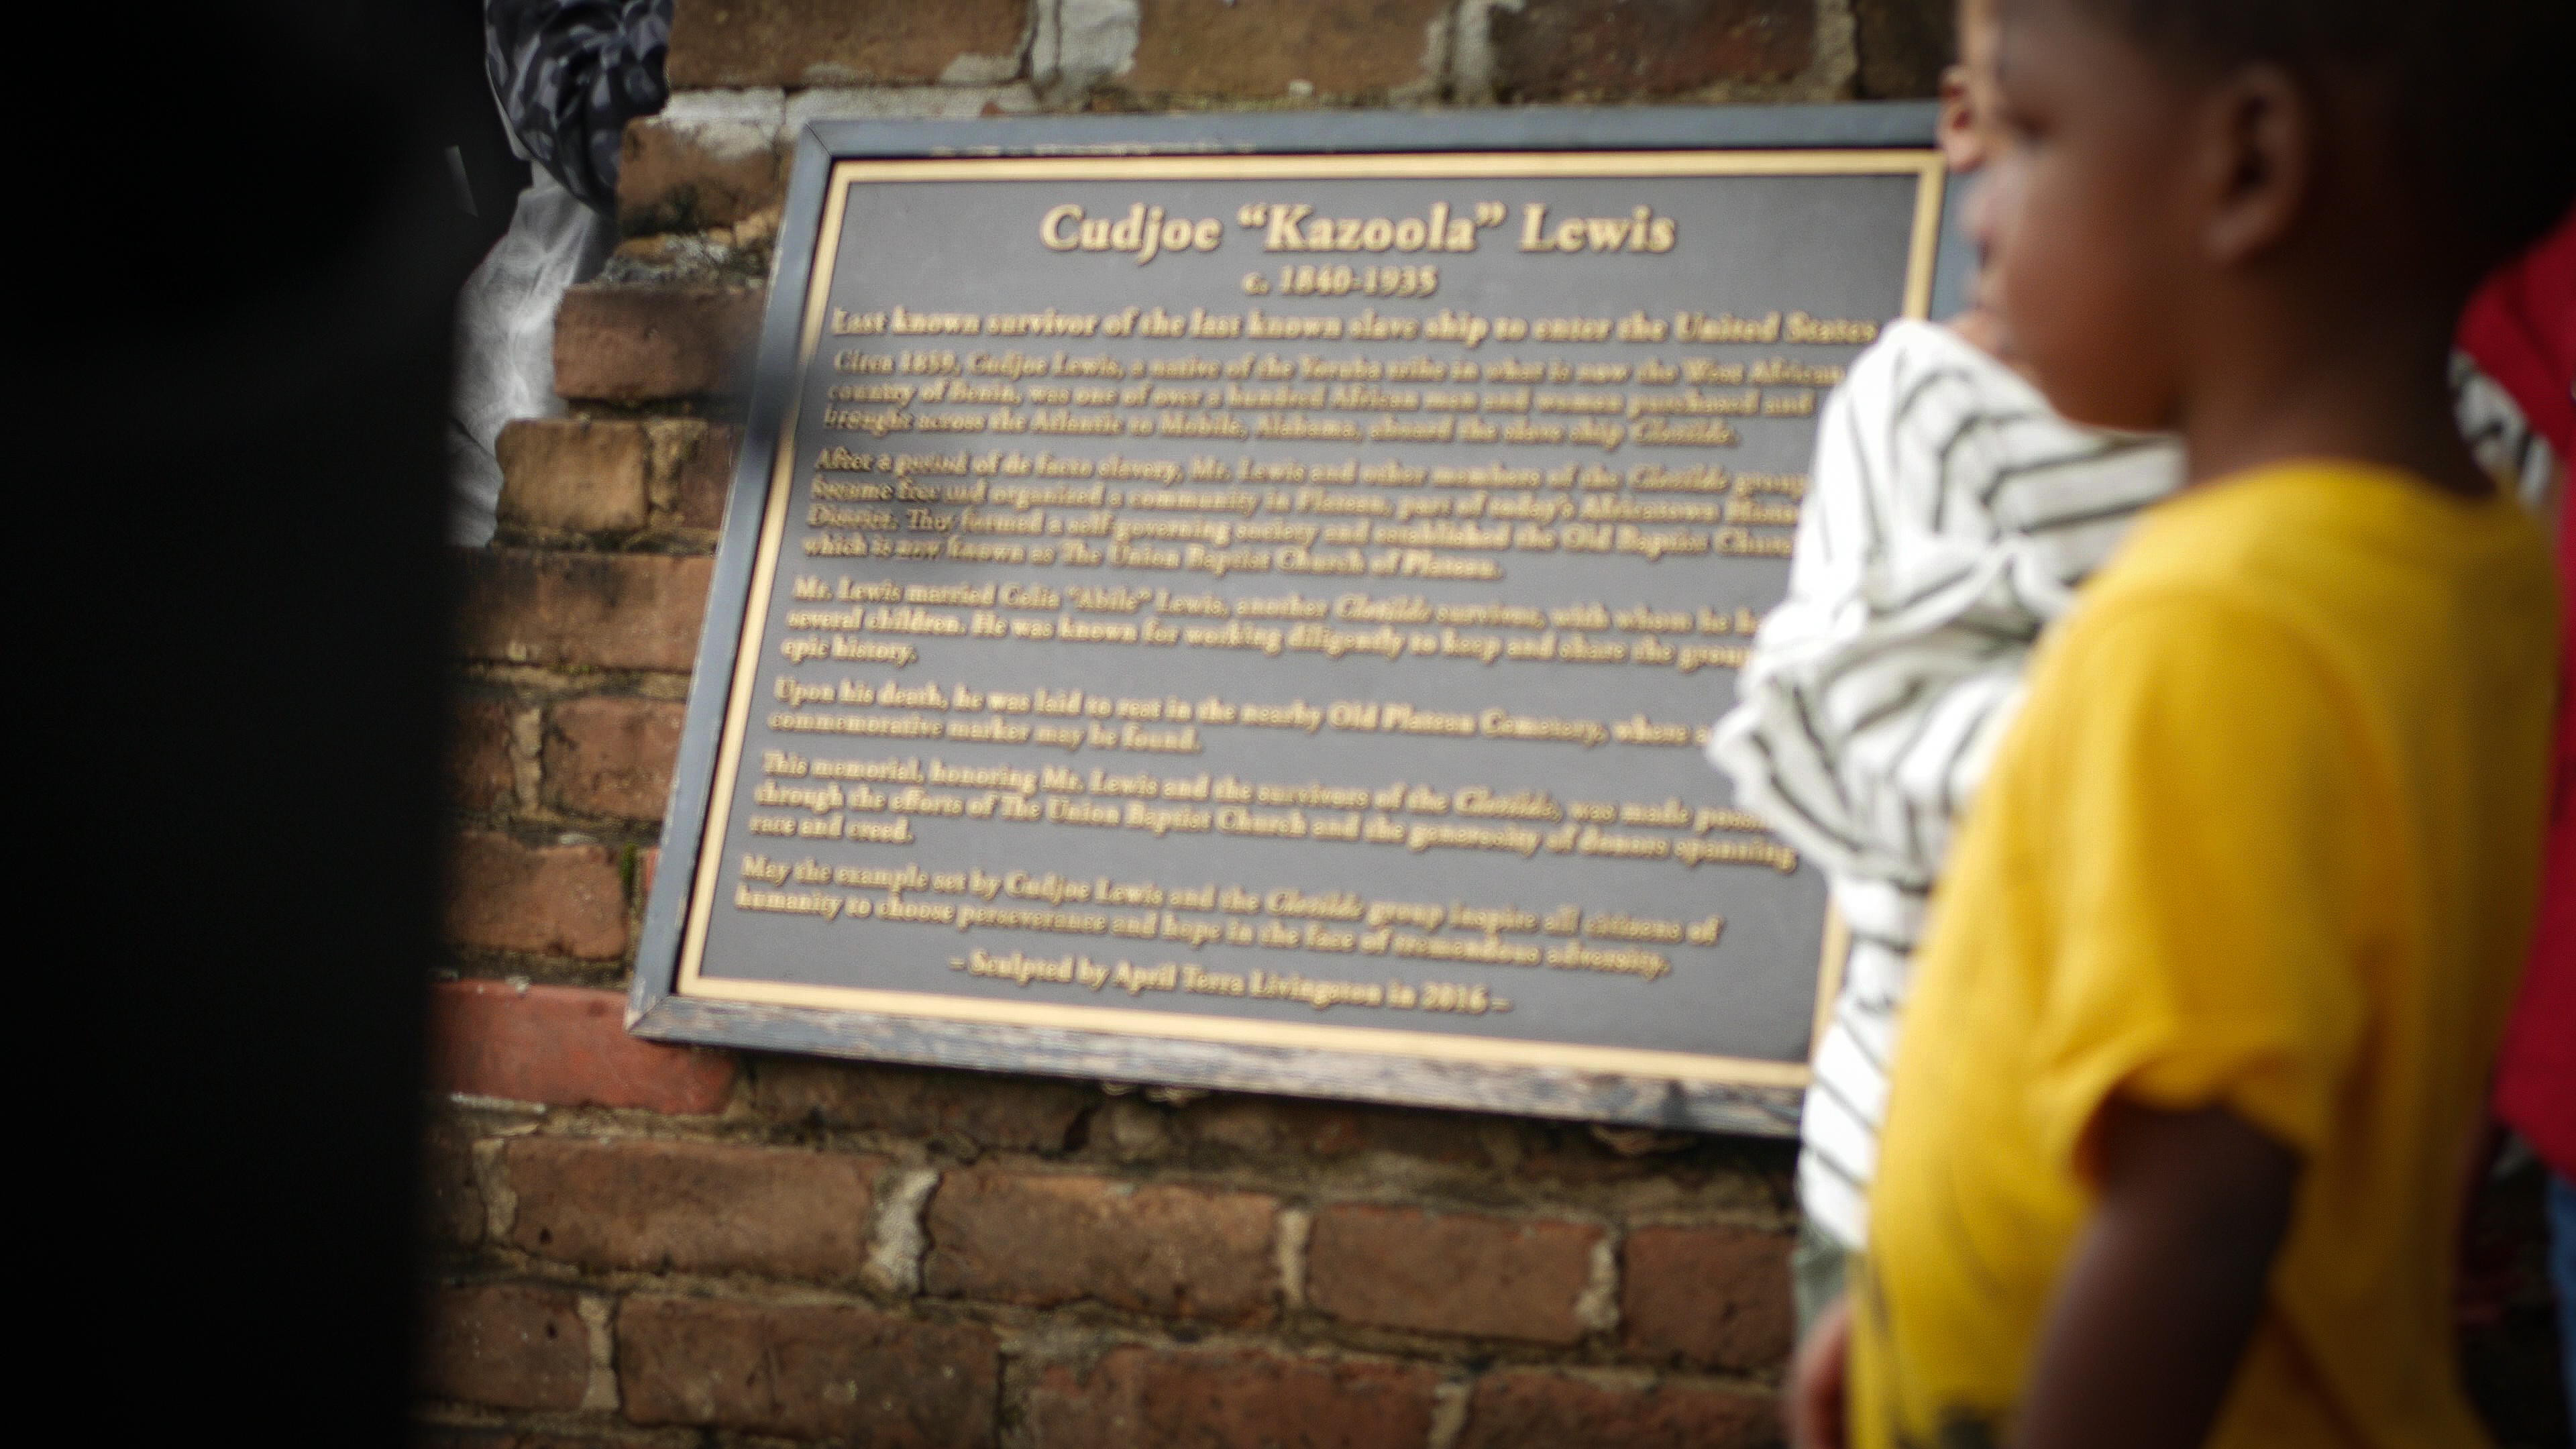 Cudjoe “Kazoola” Lewis
c. 1840-1935
Last known survivor of the last known slave ship to enter the United States
Circa 1859, Cudjoe Lewis, a native of the Yoruba tribe in what is now the West African
country of Benin, was one of over a hundred African men and women purchased and
brought across the Atlantic to Mobile, Alabama, aboard the slave ship Clotilde.
After a period of de facto slavery, Mr. Lewis and other members of the Clotilde group
became free and organized a community in Plateau, part of today's Africatown
District. They formed a self governing society and established the Old Baptist
which is now known as The Union Baptist Church of Plateau.
Mr. Lewis married Celia “Abile” Lewis, another Clotilde survivor, with whom he
several children. He was known for working diligently to keep and share the
epic history.
Upon his death, he was laid to rest in the nearby Old Plateau Cemetery, where
commemorative marker may be found.
This memorial, honoring Mr. Lewis and the survivors of the Clotilde, was made
through the efforts of The Union Baptist Church and the generosity of donors spanning
race and creed.
May the example set by Cudjoe Lewis and the Clotilde group inspire all citizens of
humanity to choose perseverance and hope in the face of tremendous adversity.
– Sculpted by April Terra Livingston in 2016 –